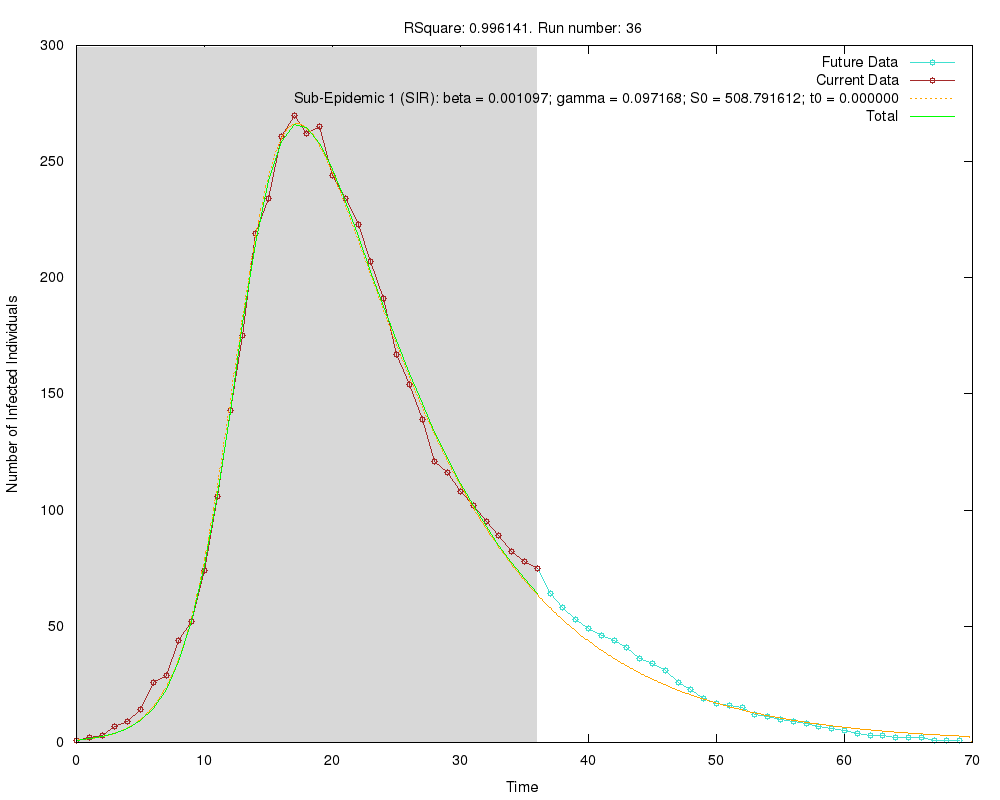 RSquare: 0.996141. Run number: 36
300
250
200
150
100
50
0
Number of Infected Individuals
Future Data
Current Data
Sub-Epidemic 1 (SIR): beta = 0.001097; gamma = 0.097168; S0 = 508.791612; t0 = 0.000000
Total
0 10 20 30 40 50 60 70
Time